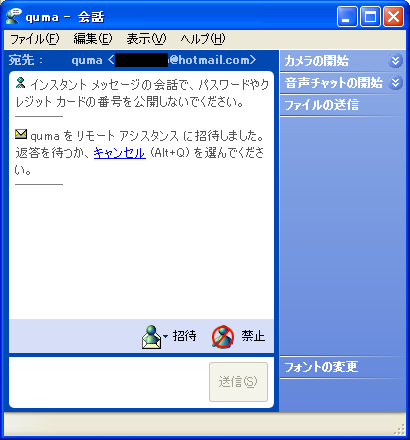 quma - 会話
ファイル(F) 編集(E) 表示(V) ヘルプ(H)
宛先： quma < @hotmail.com>
インスタント メッセージの会話で、パスワードやク
レジット カードの番号を公開しないでください。
quma をリモート アシスタンス に招待しました。
返答を待つか、キャンセル (Alt+Q) を選んでくださ
い。
招待 禁止
送信(S)
カメラの開始
音声チャットの開始
ファイルの送信
フォントの変更